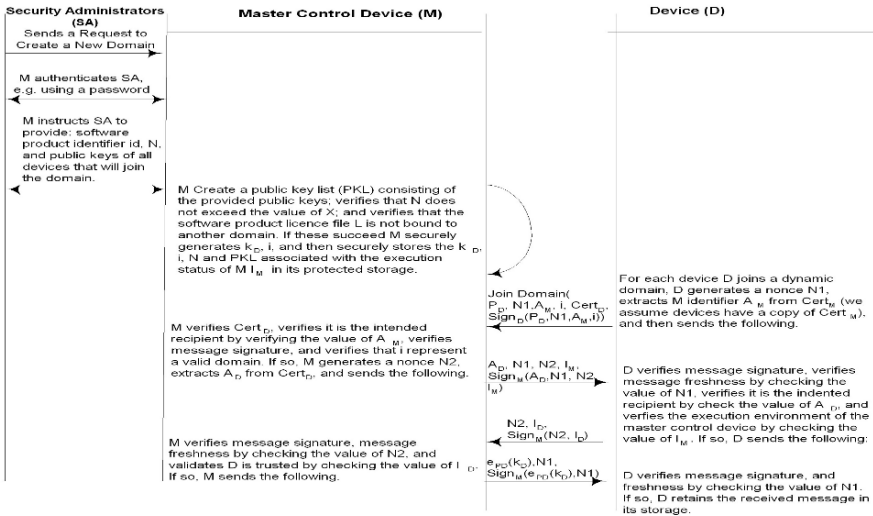 Security Administrators
(SA)
Master Control Device (M)
Device (D)
Sends a Request to
Create a New Domain
M authenticates SA,
e.g. using a password
M instructs SA to
provide: software
product identifier id, N,
and public keys of all
devices that will join
the domain.
M Create a public key list (PKL) consisting of
the provided public keys; verifies that N does
not exceed the value of X; and verifies that the
software product licence file L is not bound to
another domain. If these succeed M securely
generates k_D, i, and then securely stores the k_D,
i, N and PKL associated with the execution
status of M I_M in its protected storage.
For each device D joins a dynamic
domain, D generates a nonce N1,
extracts M identifier A_M from Cert_M (we
assume devices have a copy of Cert_M),
and then sends the following.
Join Domain(
P_D, N1,A_M, i, Cert_D,
Sign_D(P_D,N1,A_M,i))
M verifies Cert_D, verifies it is the intended
recipient by verifying the value of A_M, verifies
message signature, and verifies that i represent
a valid domain. If so, M generates a nonce N2,
extracts A_D from Cert_D, and sends the following.
A_D, N1, N2, I_M,
Sign_M(A_D,N1, N2,
I_M)
D verifies message signature, verifies
message freshness by checking the
value of N1, verifies it is the indented
recipient by check the value of A_D, and
verfies the execution environment of the
master control device by checking the
value of I_M. If so, D sends the following:
N2, I_D,
Sign_M(N2, I_D)
M verifies message signature, message
freshness by checking the value of N2, and
validates D is trusted by checking the value of I_D.
If so, M sends the following.
e_PD(k_D),N1,
Sign_M(e_PD(k_D),N1)
D verifies message signature, and
freshness by checking the value of N1.
If so, D retains the received message in
its storage.